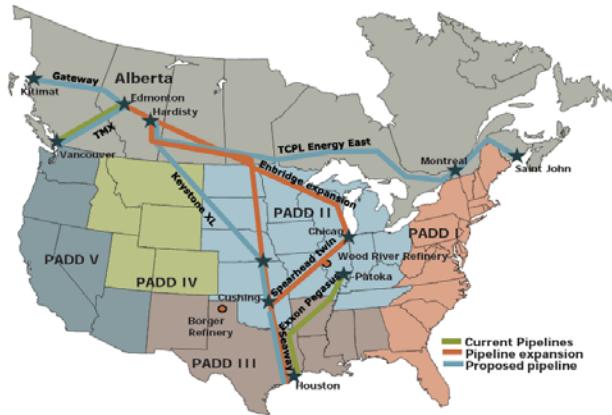 Gateway
Alberta
Kitimat
Edmonton
Hardisty
TMX
Vancouver
TCPL Energy East
Montreal
Saint John
Enbridge expansion
Keystone XL
PADD II
Chicag
PADD I
Spearhead twin
Wood River Refinery
PADD V
PADD IV
Patoka
Cushing
Exxon Pegasus
Borger
Refinery
Seaway
PADD III
Houston
Current Pipelines
Pipeline expansion
Proposed pipeline